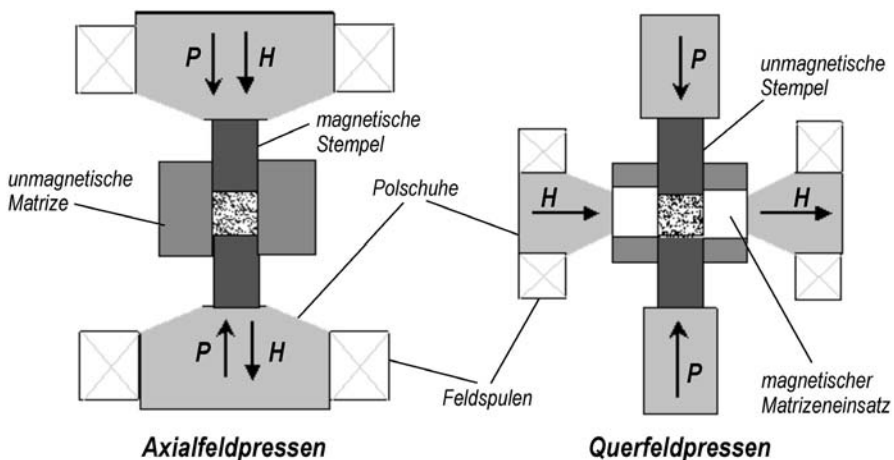 P H
magnetische
Stempel
unmagnetische
Matrize
Polschuhe
P H
Feldspulen
Axialfeldpressen
P
unmagnetische
Stempel
H
H
P
magnetischer
Matrizeneinsatz
Querfeldpressen